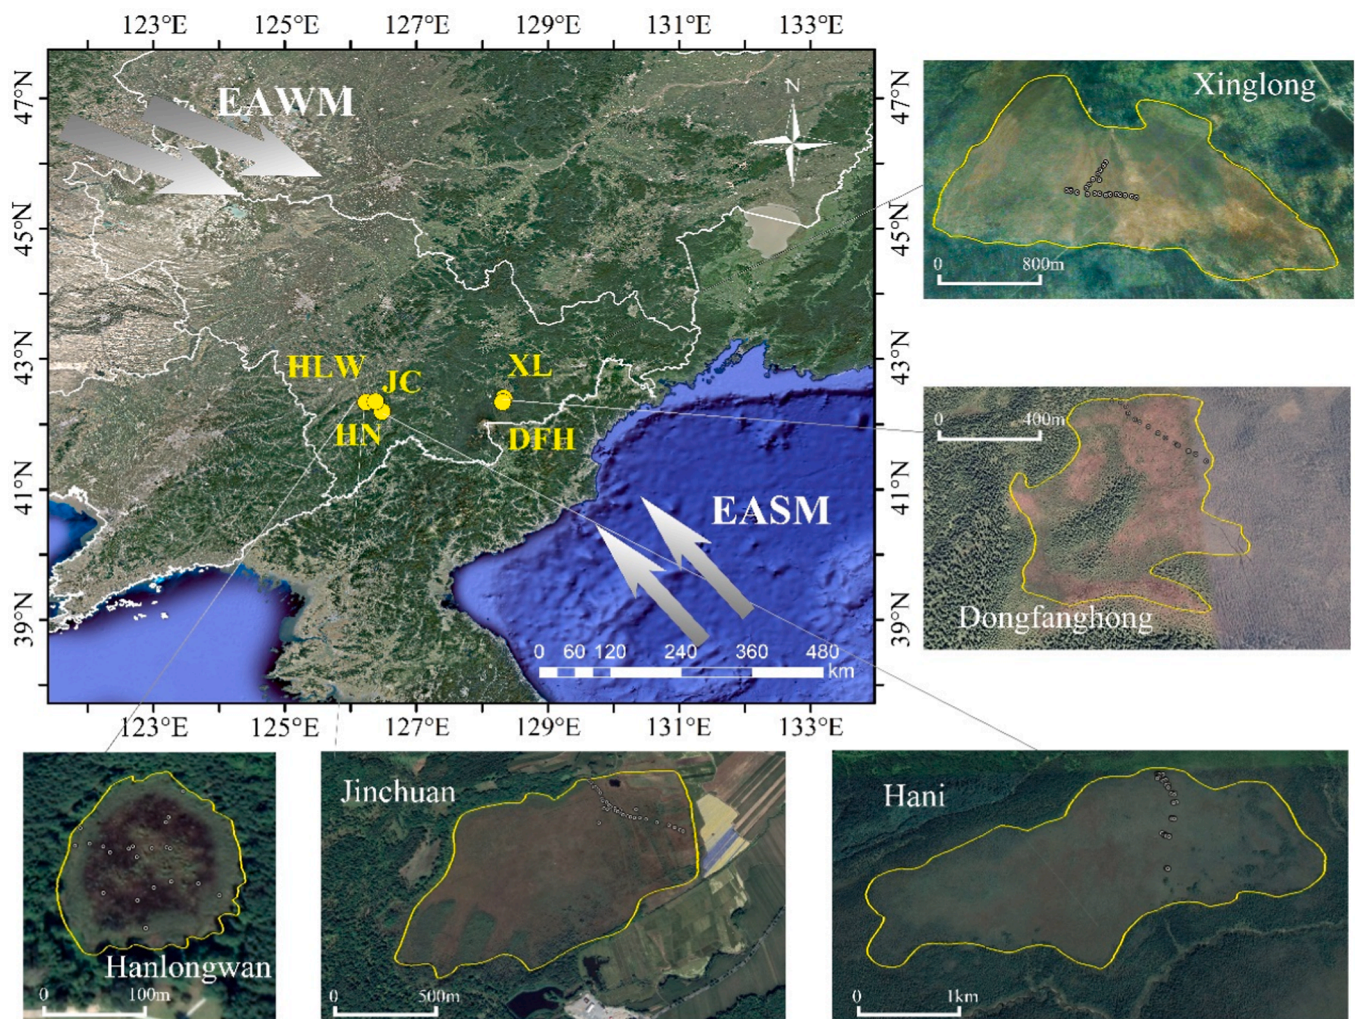 123°E 125°E 127°E 129°E 131°E 133°E
47°N
45°N
43°N
41°N
39°N
EAWM
N
HLW
JC
HN
XL
DFH
EASM
0 60 120 240 360 480
km
47°N
45°N
43°N
41°N
39°N
123°E 125°E 127°E 129°E 131°E 133°E
Xinglong
0 800m
0 400m
Dongfanghong
Hanlongwan
0 100m
Jinchuan
0 500m
Hani
0 1km